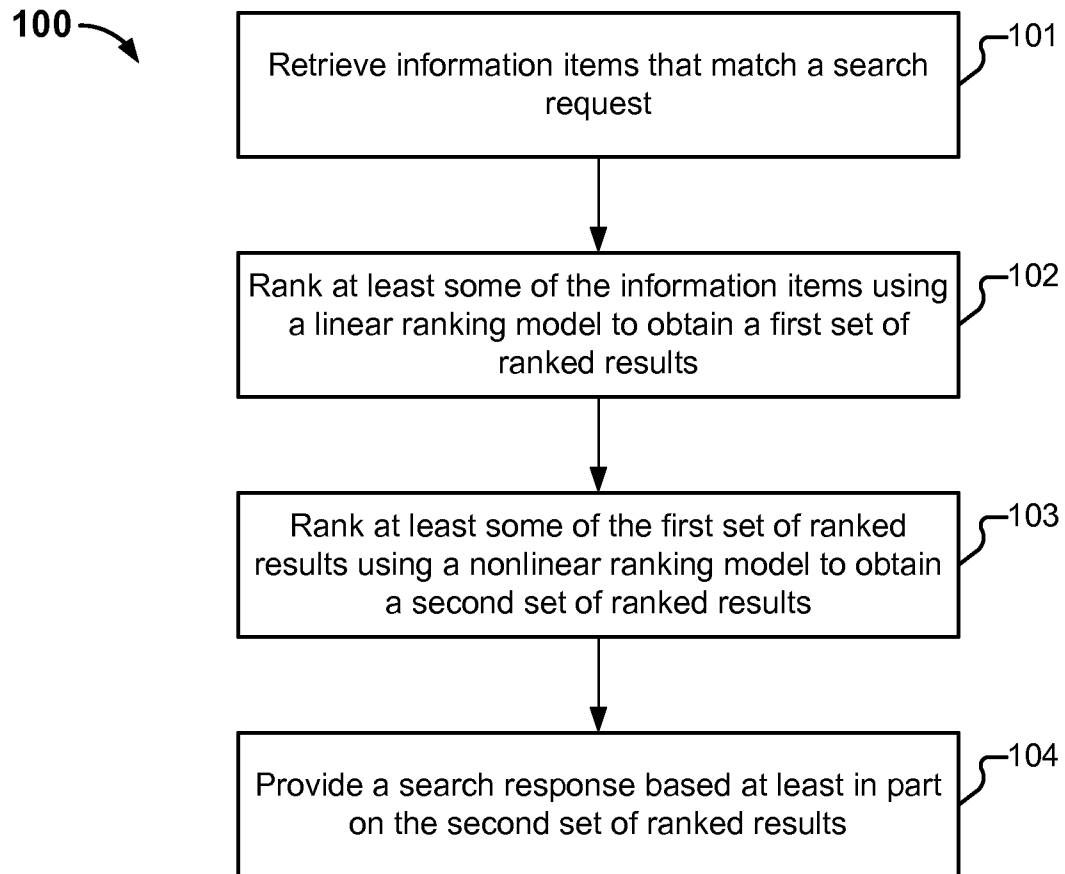 100
101
Retrieve information items that match a search
request
102
Rank at least some of the information items using
a linear ranking model to obtain a first set of
ranked results
103
Rank at least some of the first set of ranked
results using a nonlinear ranking model to obtain
a second set of ranked results
104
Provide a search response based at least in part
on the second set of ranked results